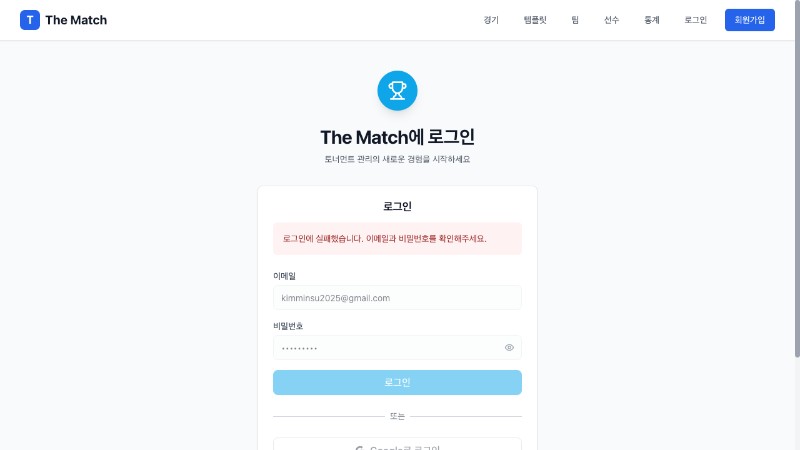 T The Match
경기 템플릿 팀 선수 통계 로그인 회원가입
The Match에 로그인
토너먼트 관리의 새로운 경험을 시작하세요
로그인
로그인에 실패했습니다. 이메일과 비밀번호를 확인해주세요.
이메일
kimminsu2025@gmail.com
비밀번호
•••••••••
로그인
또는
Google로 로그인